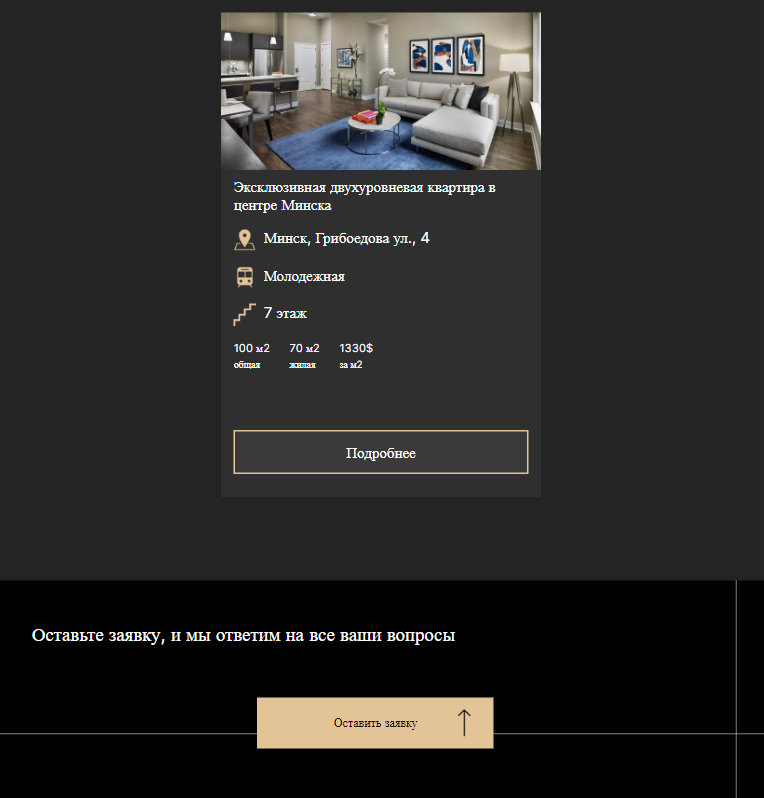 Эксклюзивная двухуровневая квартира в
центре Минска
Минск, Грибоедова ул., 4
Молодежная
7 этаж
100 м2 70 м2 1330$
общая жилая за м2
Подробнее
Оставьте заявку, и мы ответим на все ваши вопросы
Оставить заявку